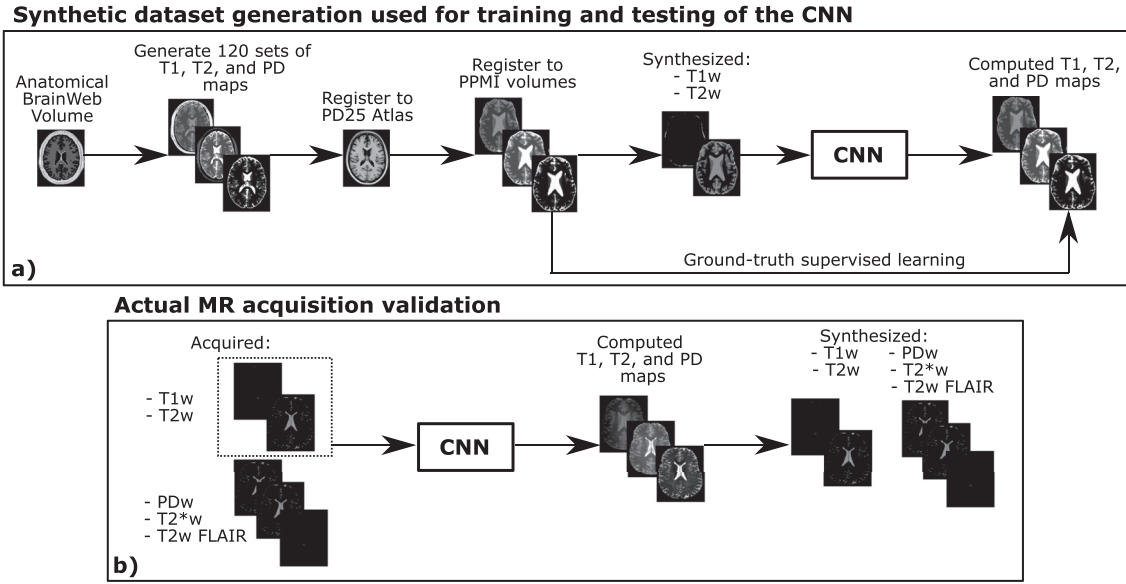 Synthetic dataset generation used for training and testing of the CNN
Anatomical
BrainWeb
Volume
Generate 120 sets of
T1, T2, and PD
maps
Register to
PD25 Atlas
Register to
PPMI volumes
Synthesized:
- T1w
- T2w
CNN
Computed T1, T2,
and PD maps
Ground-truth supervised learning
a)
Actual MR acquisition validation
Acquired:
- T1w
- T2w
- PDw
- T2*w
- T2w FLAIR
CNN
Computed
T1, T2, and PD
maps
Synthesized:
- T1w
- T2w
- PDw
- T2*w
- T2w FLAIR
b)